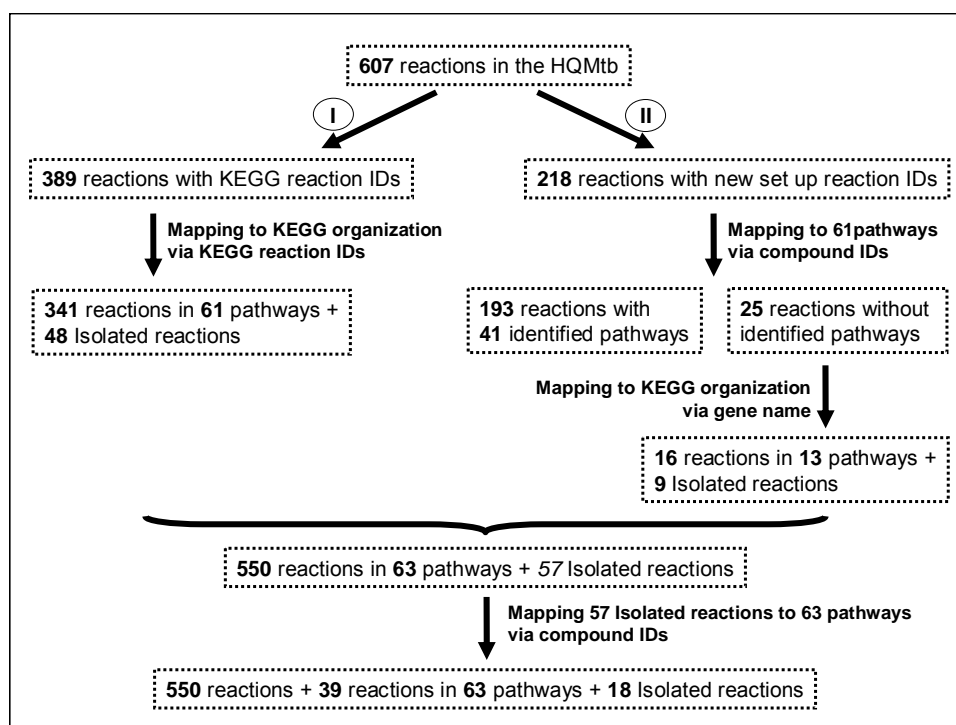 607 reactions in the HQMtb
I
II
389 reactions with KEGG reaction IDs
218 reactions with new set up reaction IDs
Mapping to KEGG organization
via KEGG reaction IDs
Mapping to 61pathways
via compound IDs
341 reactions in 61 pathways +
48 Isolated reactions
193 reactions with
41 identified pathways
25 reactions without
identified pathways
Mapping to KEGG organization
via gene name
16 reactions in 13 pathways +
9 Isolated reactions
550 reactions in 63 pathways + 57 Isolated reactions
Mapping 57 Isolated reactions to 63 pathways
via compound IDs
550 reactions + 39 reactions in 63 pathways + 18 Isolated reactions